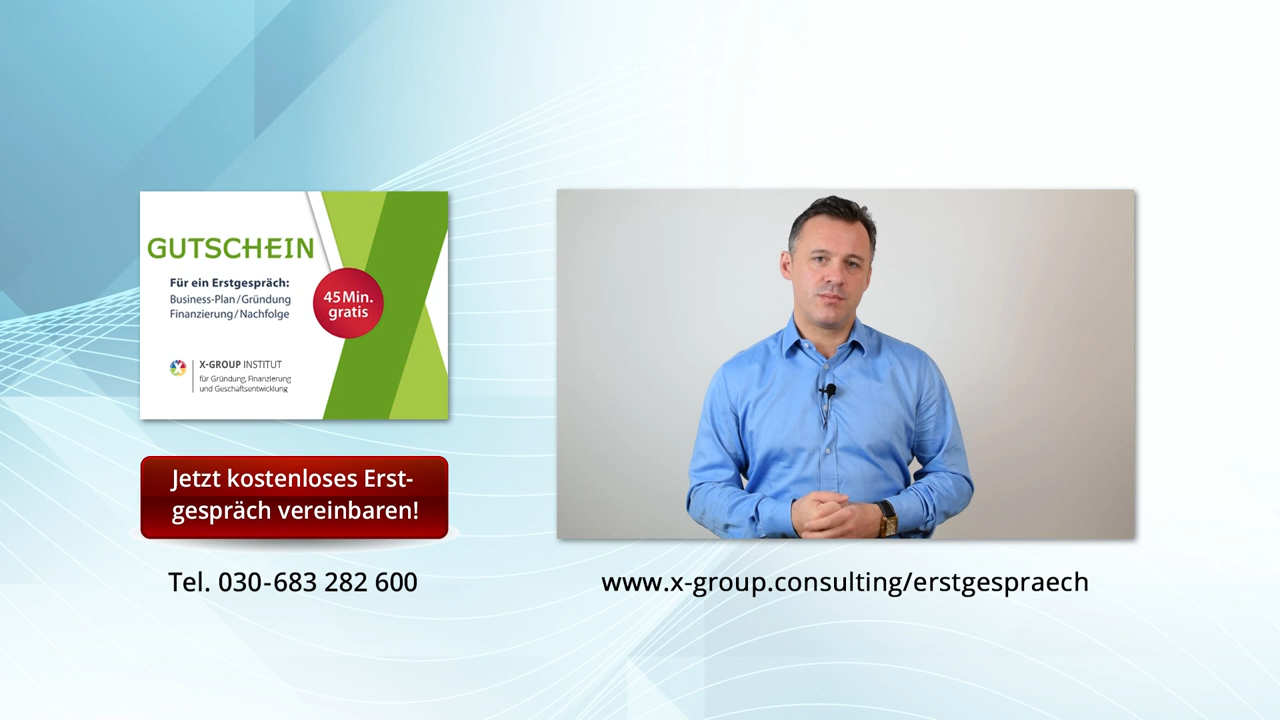 GUTSCHEIN
Für ein Erstgespräch:
Business-Plan/Gründung
Finanzierung/Nachfolge
45 Min.
gratis
X-GROUP INSTITUT
für Gründung, Finanzierung
und Geschäftsentwicklung
Jetzt kostenloses Erst-
gespräch vereinbaren!
Tel. 030-683 282 600
www.x-group.consulting/erstgespraech